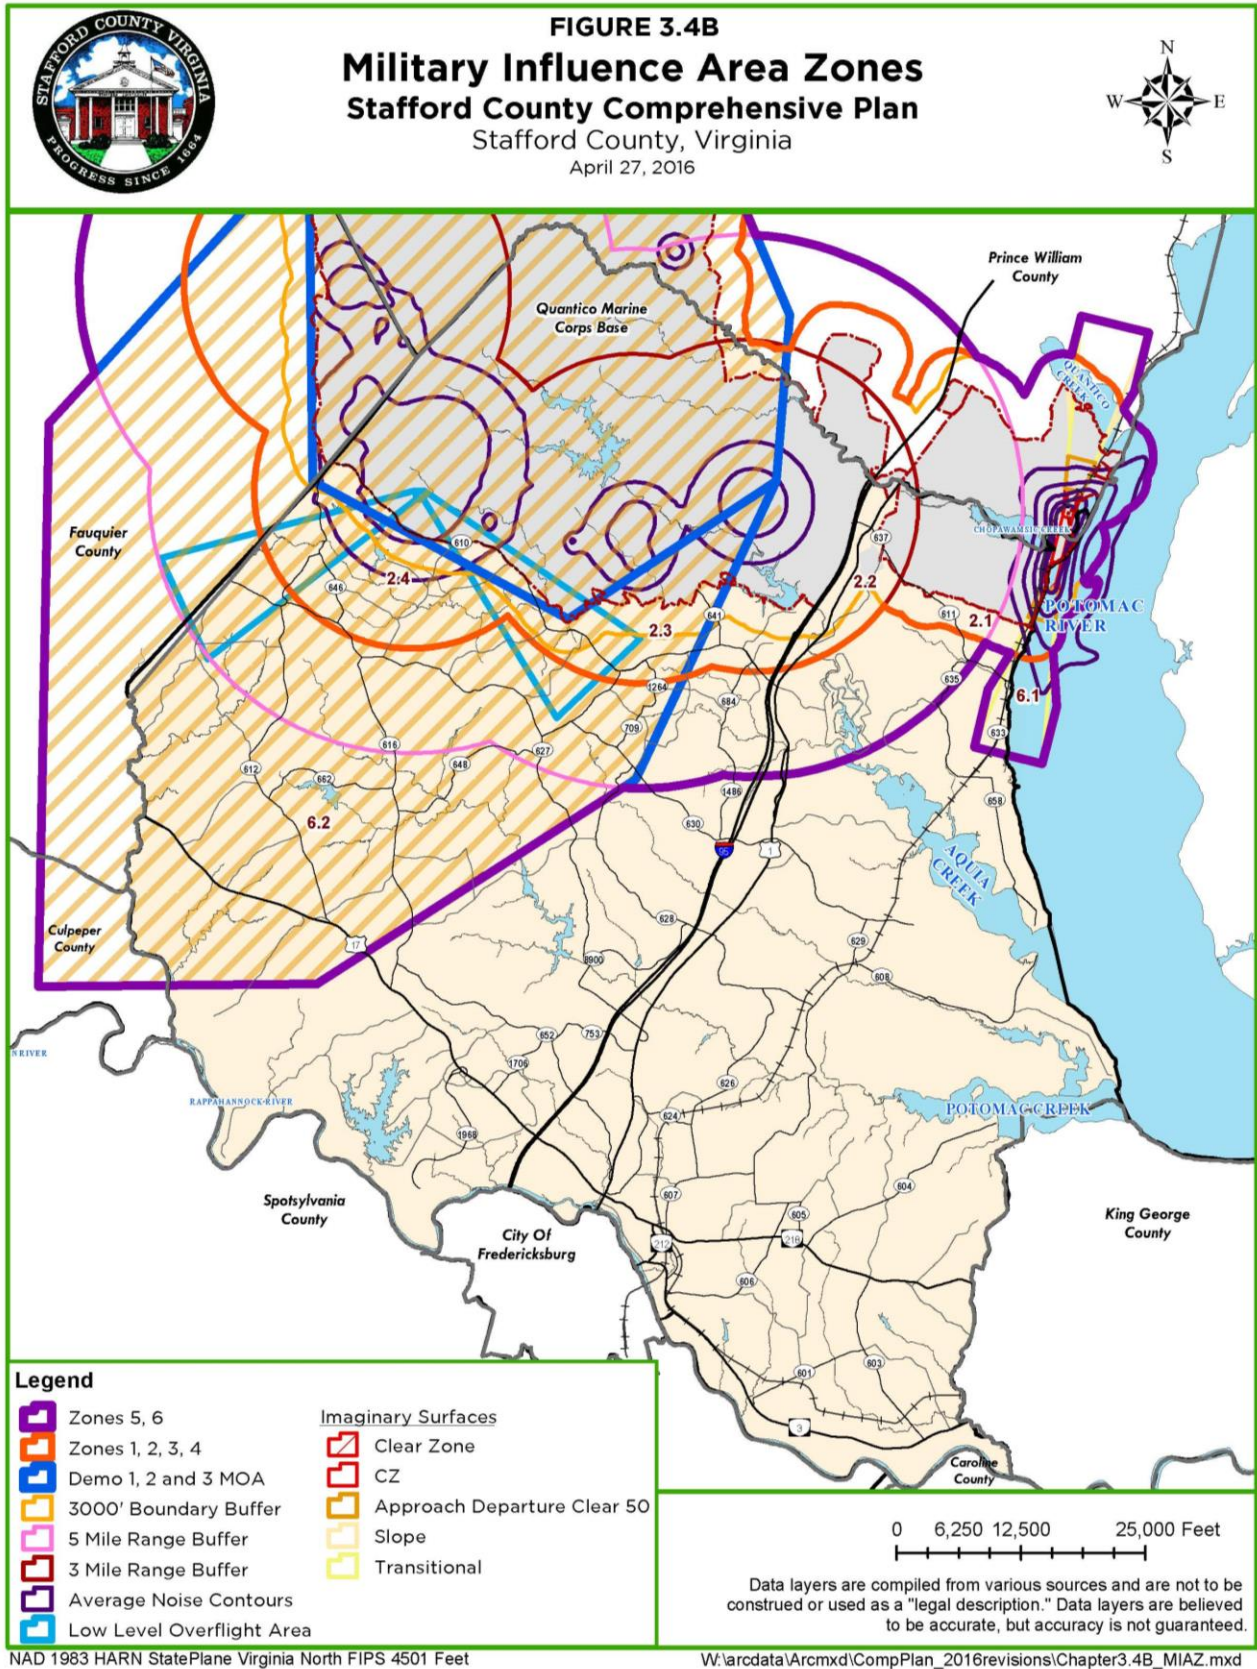 STAFFORD COUNTY VIRGINIA
PROGRESS SINCE 1664
FIGURE 3.4B
Military Influence Area Zones
Stafford County Comprehensive Plan
Stafford County, Virginia
April 27, 2016
N
W E
S
Prince William
County
Quantico Marine
Corps Base
QUANTICO
CREEK
Fauquier
County
CHOPAWAMSIC CREEK
610
637
2.4
646
2.2
POTOMAC
RIVER
641
611
2.1
2.3
635
1264
6.1
684
709
633
616
627
648
612
662
1486
658
6.2
630
95
1
AQUIA
CREEK
628
Culpeper
County
17
629
8900
608
652
753
N RIVER
1706
626
RAPPAHANNOCK-RIVER
POTOMAC CREEK
624
1968
604
607
Spotsylvania
County
605
King George
County
City Of
Fredericksburg
212
218
606
603
601
3
Caroline
County
Legend
Zones 5, 6
Zones 1, 2, 3, 4
Demo 1, 2 and 3 MOA
3000' Boundary Buffer
5 Mile Range Buffer
3 Mile Range Buffer
Average Noise Contours
Low Level Overflight Area
Imaginary Surfaces
Clear Zone
CZ
Approach Departure Clear 50
Slope
Transitional
0 6,250 12,500 25,000 Feet
Data layers are compiled from various sources and are not to be
construed or used as a "legal description." Data layers are believed
to be accurate, but accuracy is not guaranteed.
NAD 1983 HARN StatePlane Virginia North FIPS 4501 Feet
W:\arcdata\Arcmxd\CompPlan_2016revisions\Chapter3.4B_MIAZ.mxd